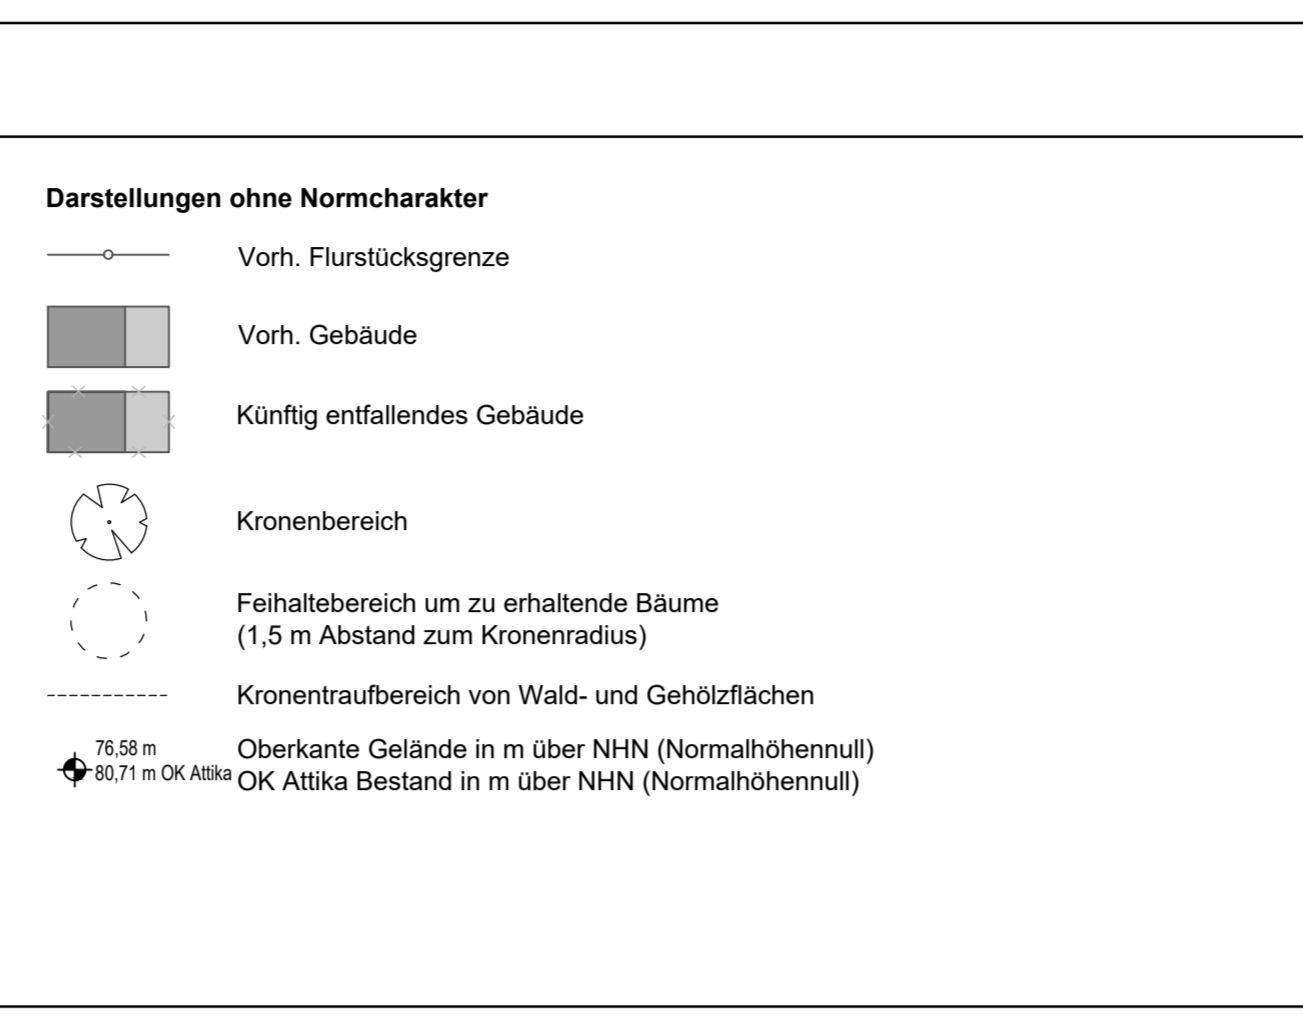 Darstellungen ohne Normcharakter
Vorh. Flurstücksgrenze
Vorh. Gebäude
Künftig entfallendes Gebäude
Kronenbereich
Feihaltebereich um zu erhaltende Bäume
(1,5 m Abstand zum Kronenradius)
Kronentraufbereich von Wald- und Gehölzflächen
76,58 m
80,71 m OK Attika
Oberkante Gelände in m über NHN (Normalhöhennull)
OK Attika Bestand in m über NHN (Normalhöhennull)